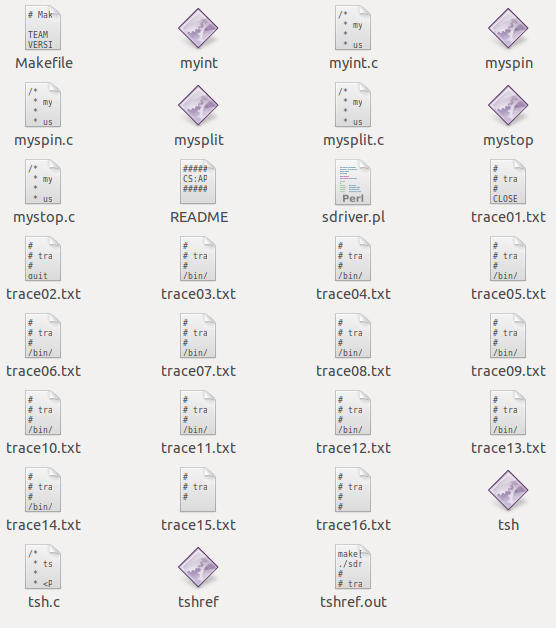 # Mak
TEAM
VERSI
/*
* my
*
* us
Makefile myint myint.c myspin
/*
* my
*
* us
/*
* my
*
* us
myspin.c mysplit mysplit.c mystop
/*
* my
*
* us
#####
CS:AP
#####
Perl
#
# tra
#
CLOSE
mystop.c README sdriver.pl trace01.txt
#
# tra
#
quit
#
# tra
#
/bin/
#
# tra
#
/bin/
#
# tra
#
/bin/
trace02.txt trace03.txt trace04.txt trace05.txt
#
# tra
#
/bin/
#
# tra
#
/bin/
#
# tra
#
/bin/
#
# tra
#
/bin/
trace06.txt trace07.txt trace08.txt trace09.txt
#
# tra
#
/bin/
#
# tra
#
/bin/
#
# tra
#
/bin/
#
# tra
#
/bin/
trace10.txt trace11.txt trace12.txt trace13.txt
#
# tra
#
/bin/
#
# tra
#
#
# tra
#
#
trace14.txt trace15.txt trace16.txt tsh
/*
* ts
*
* <P
make[
./sdr
#
# tra
tsh.c tshref tshref.out